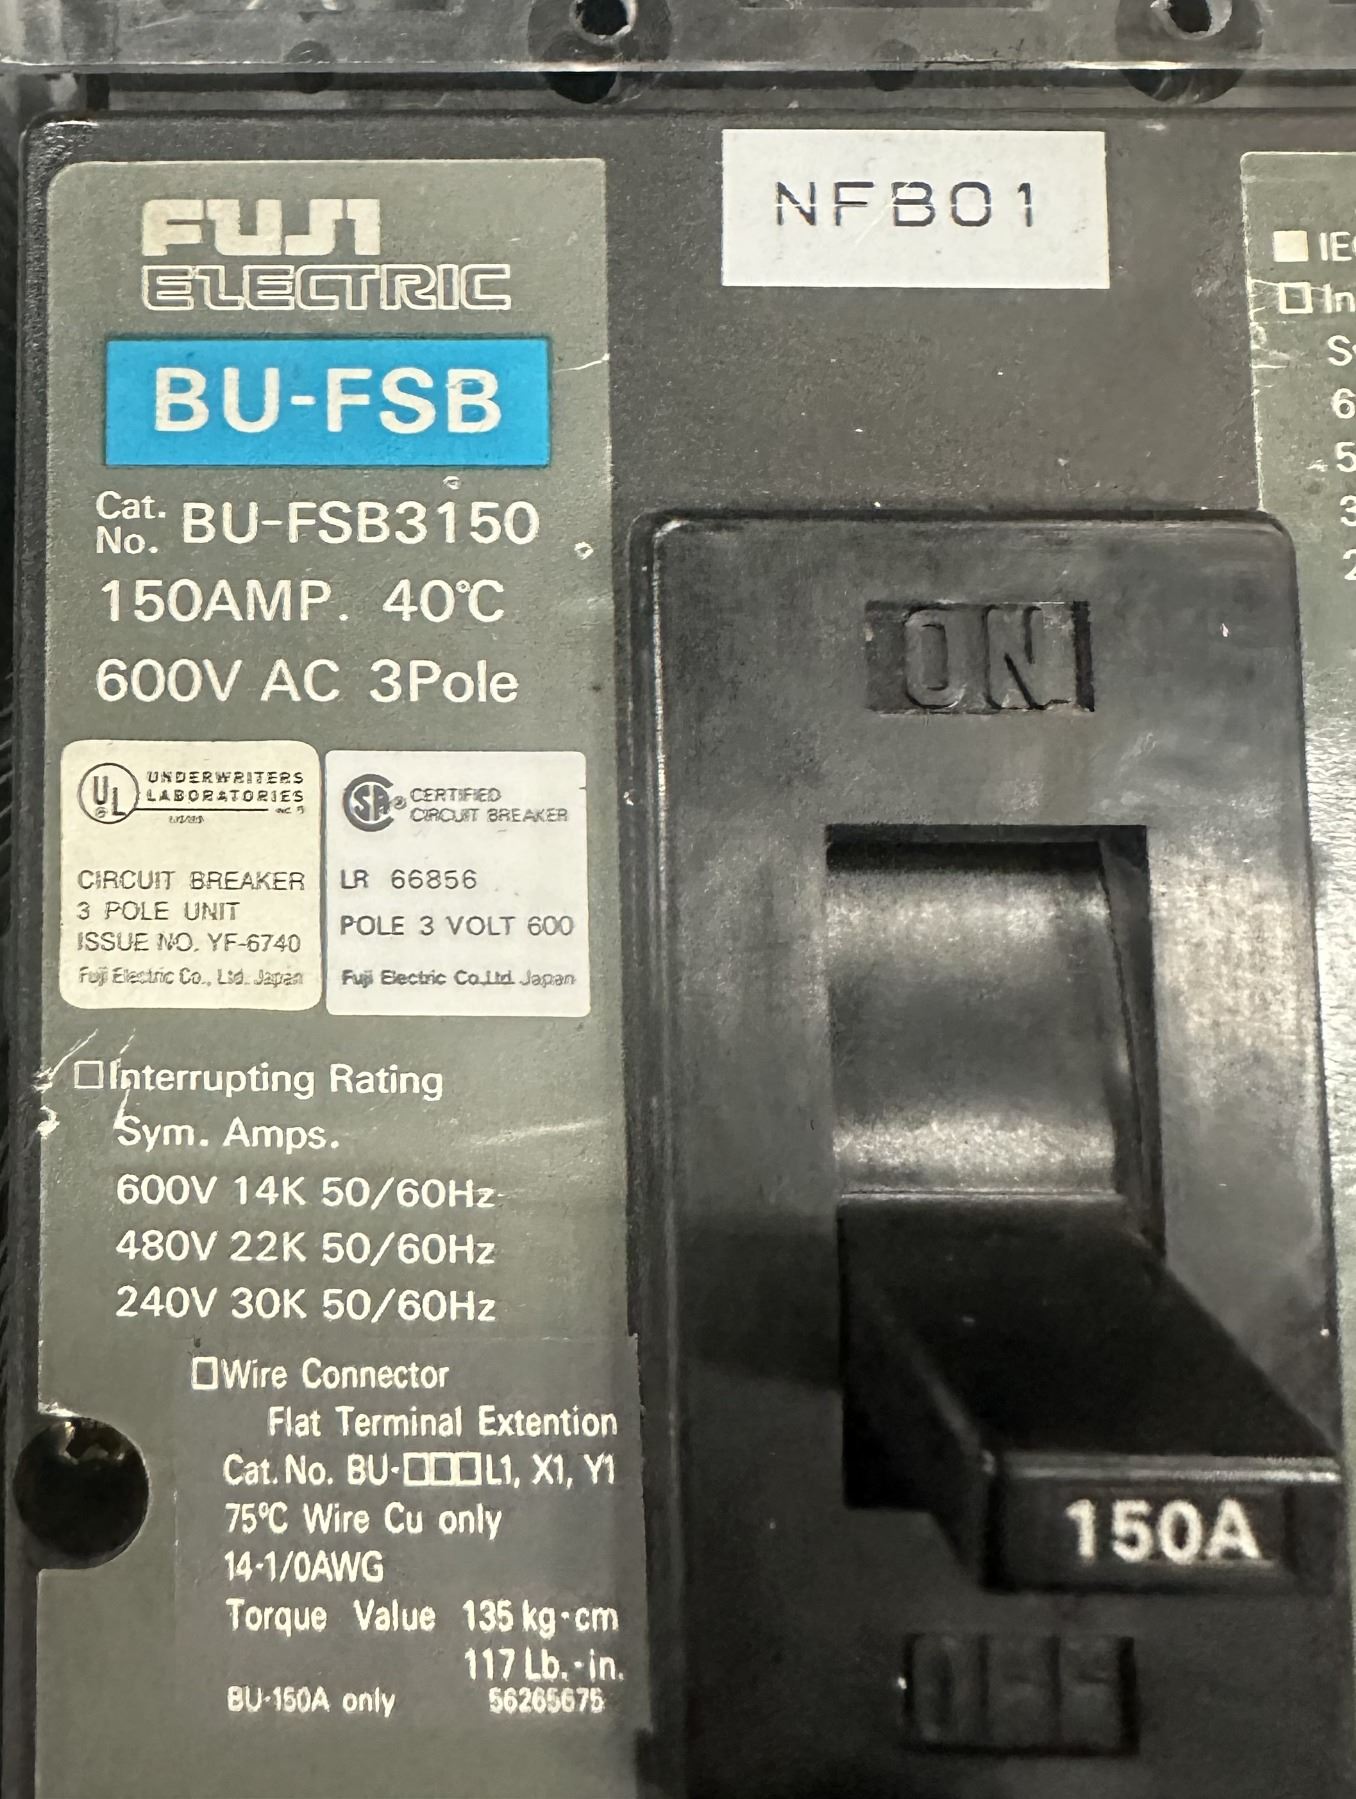 FUJI
ELECTRIC
BU-FSB
Cat. No. BU-FSB3150
150AMP. 40℃
600V AC 3Pole
UL UNDERWRITERS
LABORATORIES
INC.®
CIRCUIT BREAKER
3 POLE UNIT
ISSUE NO. YF-6740
Fuji Electric Co., Ltd. Japan
SA® CERTIFIED
CIRCUIT BREAKER
LR 66856
POLE 3 VOLT 600
Fuji Electric Co.Ltd. Japan
□Interrupting Rating
Sym. Amps.
600V 14K 50/60Hz
480V 22K 50/60Hz
240V 30K 50/60Hz
□Wire Connector
Flat Terminal Extention
Cat. No. BU-□□□L1, X1, Y1
75℃ Wire Cu only
14-1/0AWG
Torque Value 135 kg·cm
117 Lb.-in.
BU-150A only 56265675
NFB01
ON
150A
OFF